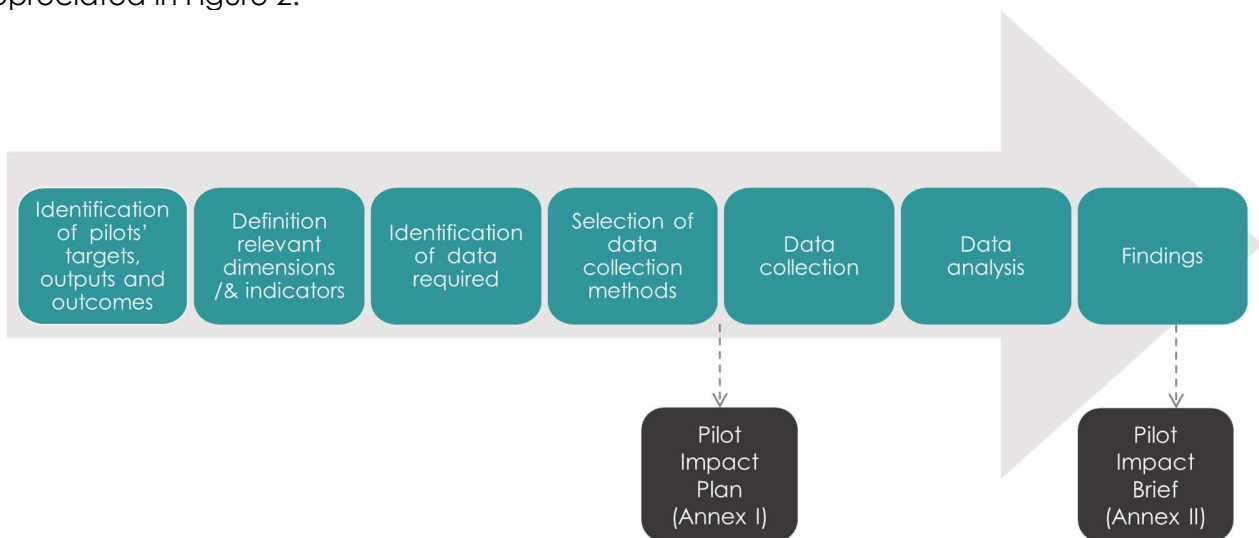 in Figure 2.
Identification
of pilots'
targets,
outputs and
outcomes
Definition
relevant
dimensions
/& indicators
Identification
of data
required
Selection of
data
collection
methods
Data
collection
Data
analysis
Findings
Pilot
Impact
Plan
(Annex I)
Pilot
Impact
Brief
(Annex II)